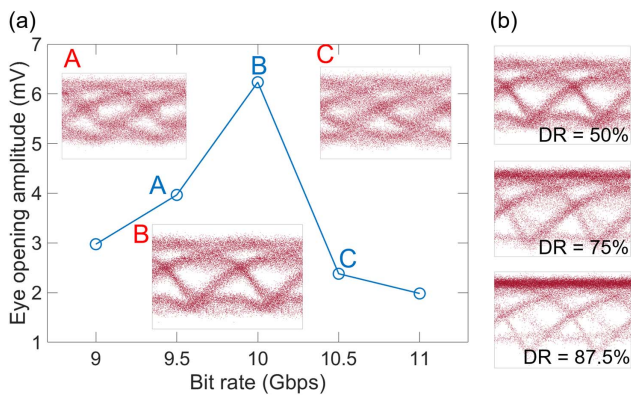 (a)
(b)
A
B
C
7
6
5
4
3
2
1
Eye opening amplitude (mV)
A
B
C
9
9.5
10
10.5
11
Bit rate (Gbps)
DR = 50%
DR = 75%
DR = 87.5%